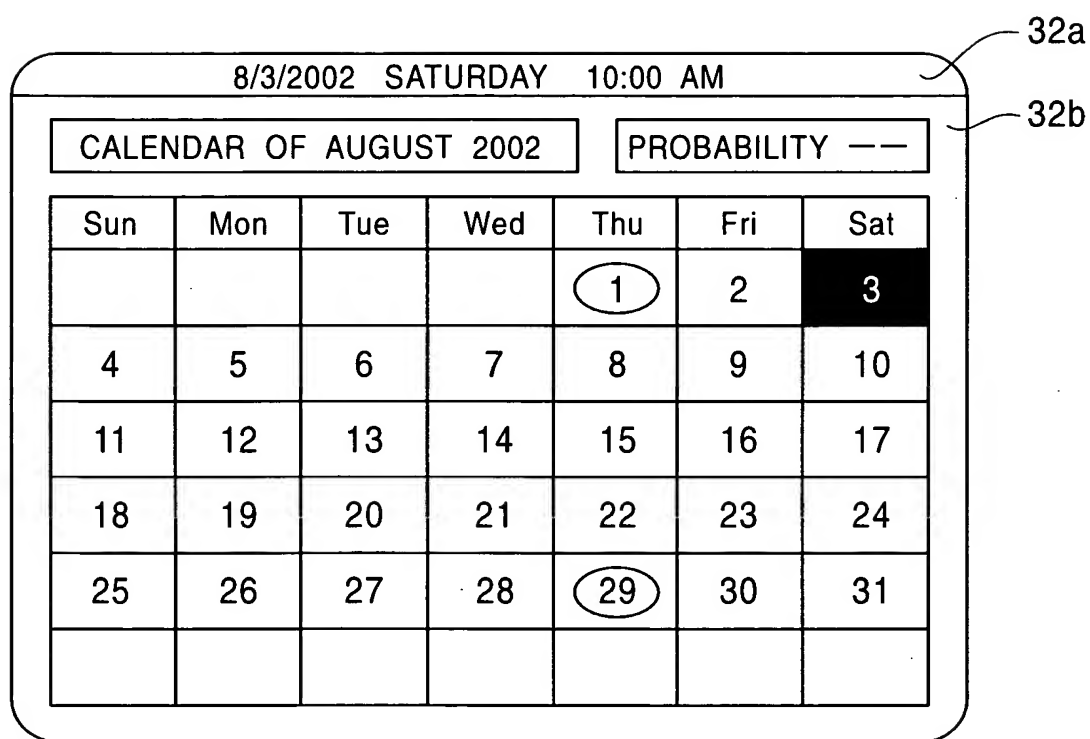 32a
8/3/2002 SATURDAY 10:00 AM
32b
CALENDAR OF AUGUST 2002 PROBABILITY — —
Sun Mon Tue Wed Thu Fri Sat
1 2 3
4 5 6 7 8 9 10
11 12 13 14 15 16 17
18 19 20 21 22 23 24
25 26 27 28 29 30 31